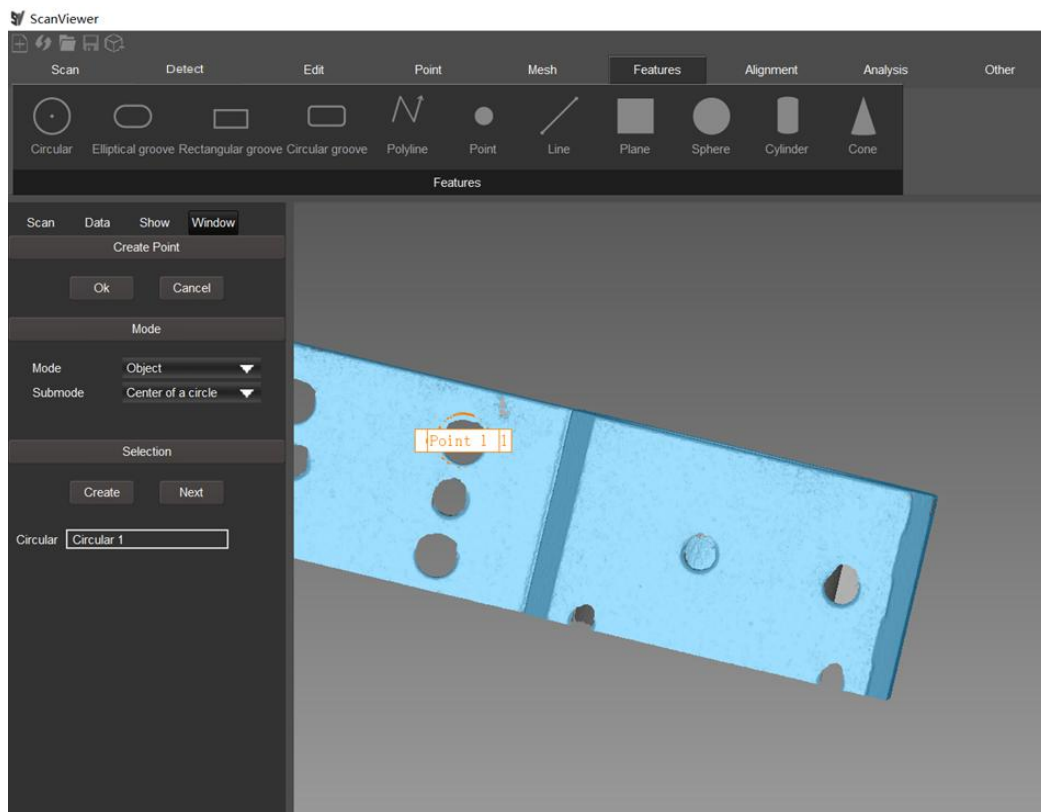 ScanViewer
Scan Detect Edit Point Mesh Features Alignment Analysis Other
Circular Elliptical groove Rectangular groove Circular groove Polyline Point Line Plane Sphere Cylinder Cone
Features
Scan Data Show Window
Create Point
Ok Cancel
Mode
Mode Object
Submode Center of a circle
Point 1 1
Selection
Create Next
Circular Circular 1